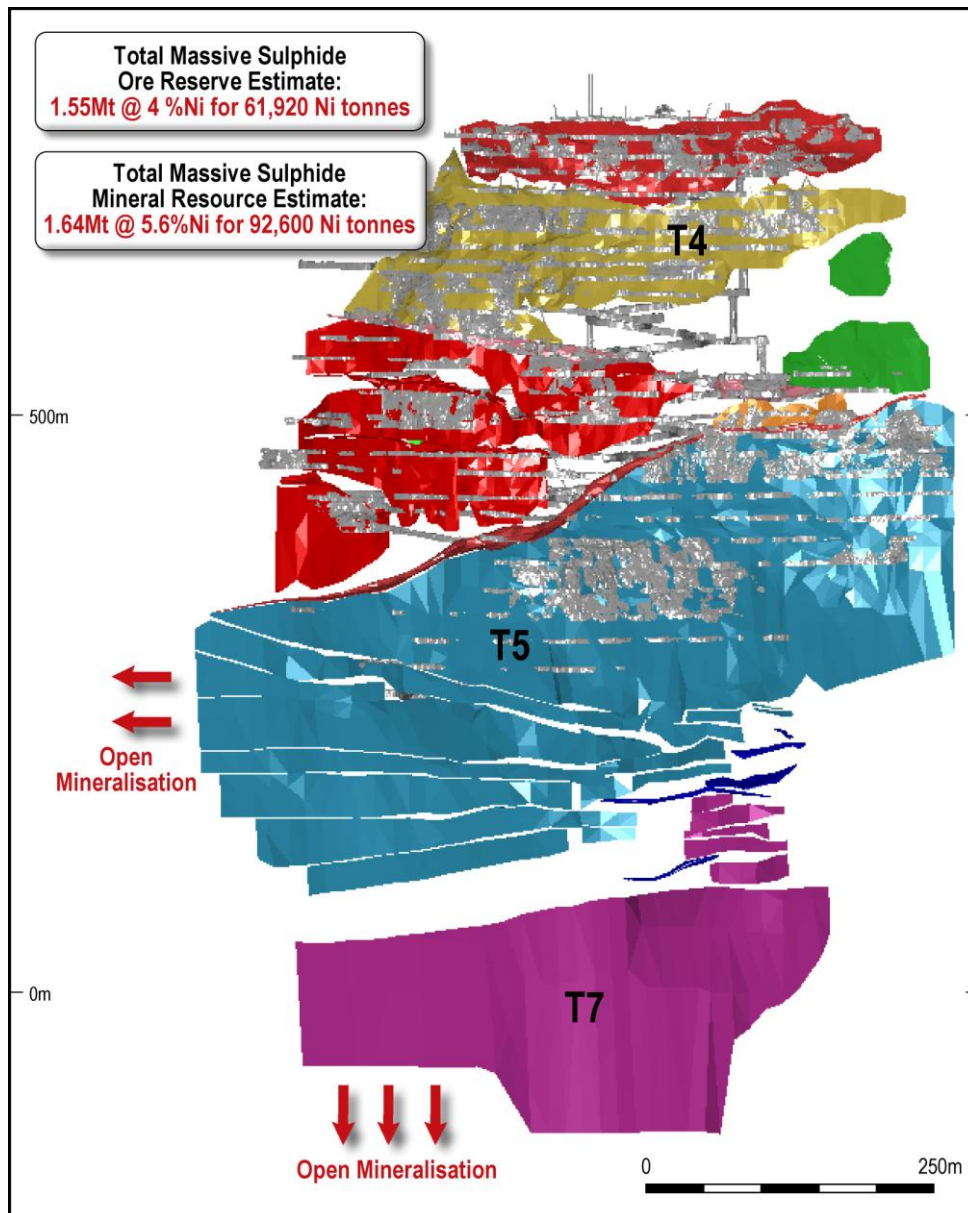 Total Massive Sulphide
Ore Reserve Estimate:
1.55Mt @ 4 %Ni for 61,920 Ni tonnes
Total Massive Sulphide
Mineral Resource Estimate:
1.64Mt @ 5.6%Ni for 92,600 Ni tonnes
T4
500m
T5
Open
Mineralisation
0m
T7
Open Mineralisation
0
250m